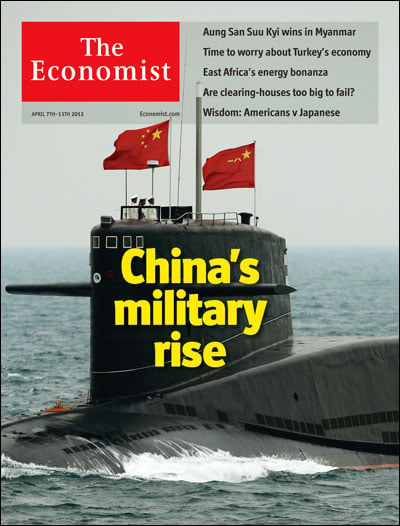 The
Economist
APRIL 7TH–13TH 2012
Economist.com
Aung San Suu Kyi wins in Myanmar
Time to worry about Turkey's economy
East Africa's energy bonanza
Are clearing-houses too big to fail?
Wisdom: Americans v Japanese
China's
military
rise